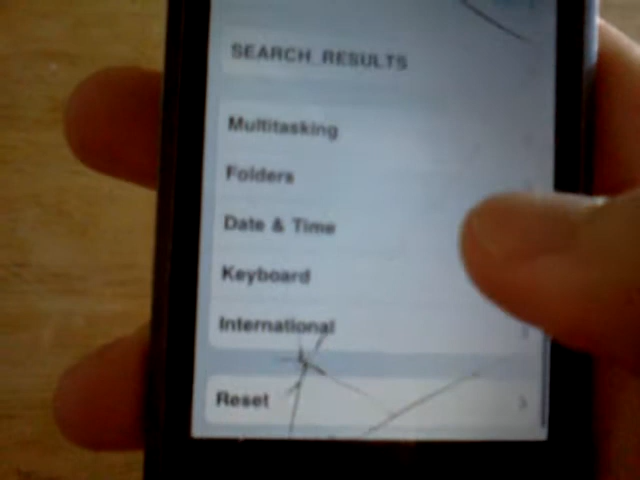 SEARCH_RESULTS
Multitasking
Folders
Date & Time
Keyboard
International
Reset